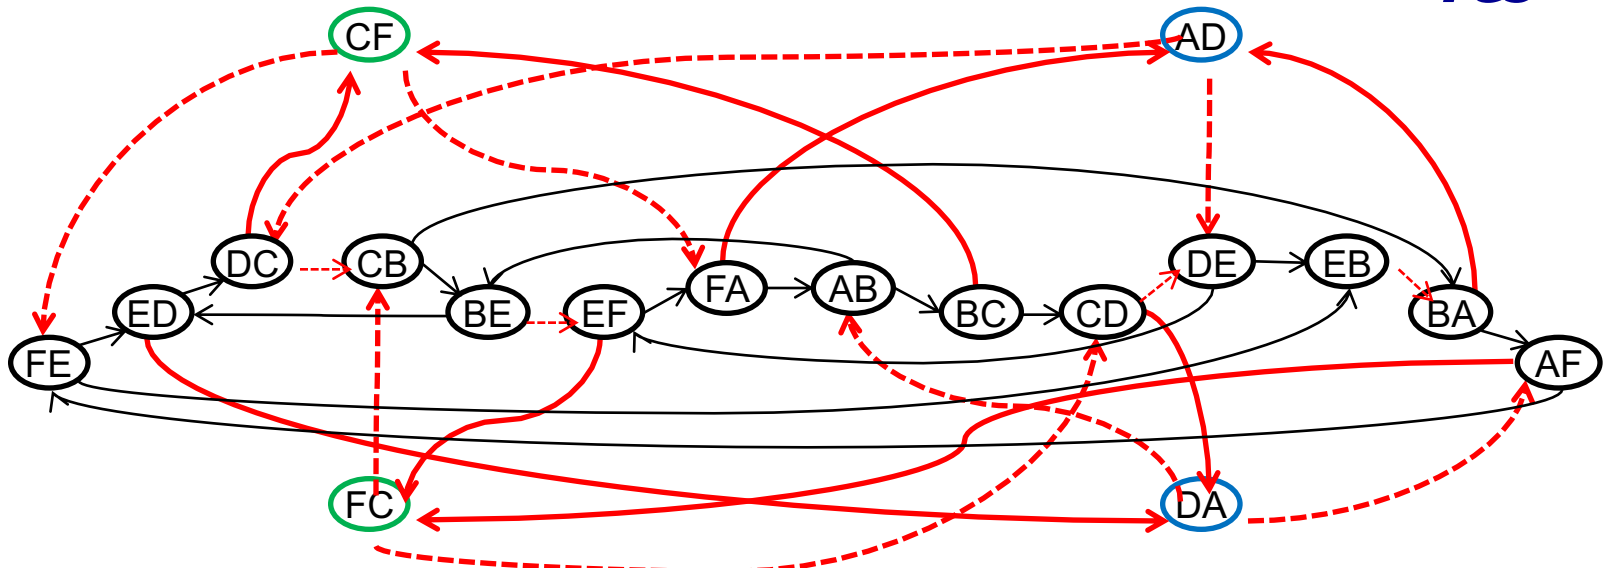 CF AD
DC CB DE EB
ED BE EF FA AB BC CD BA
FE AF
FC DA